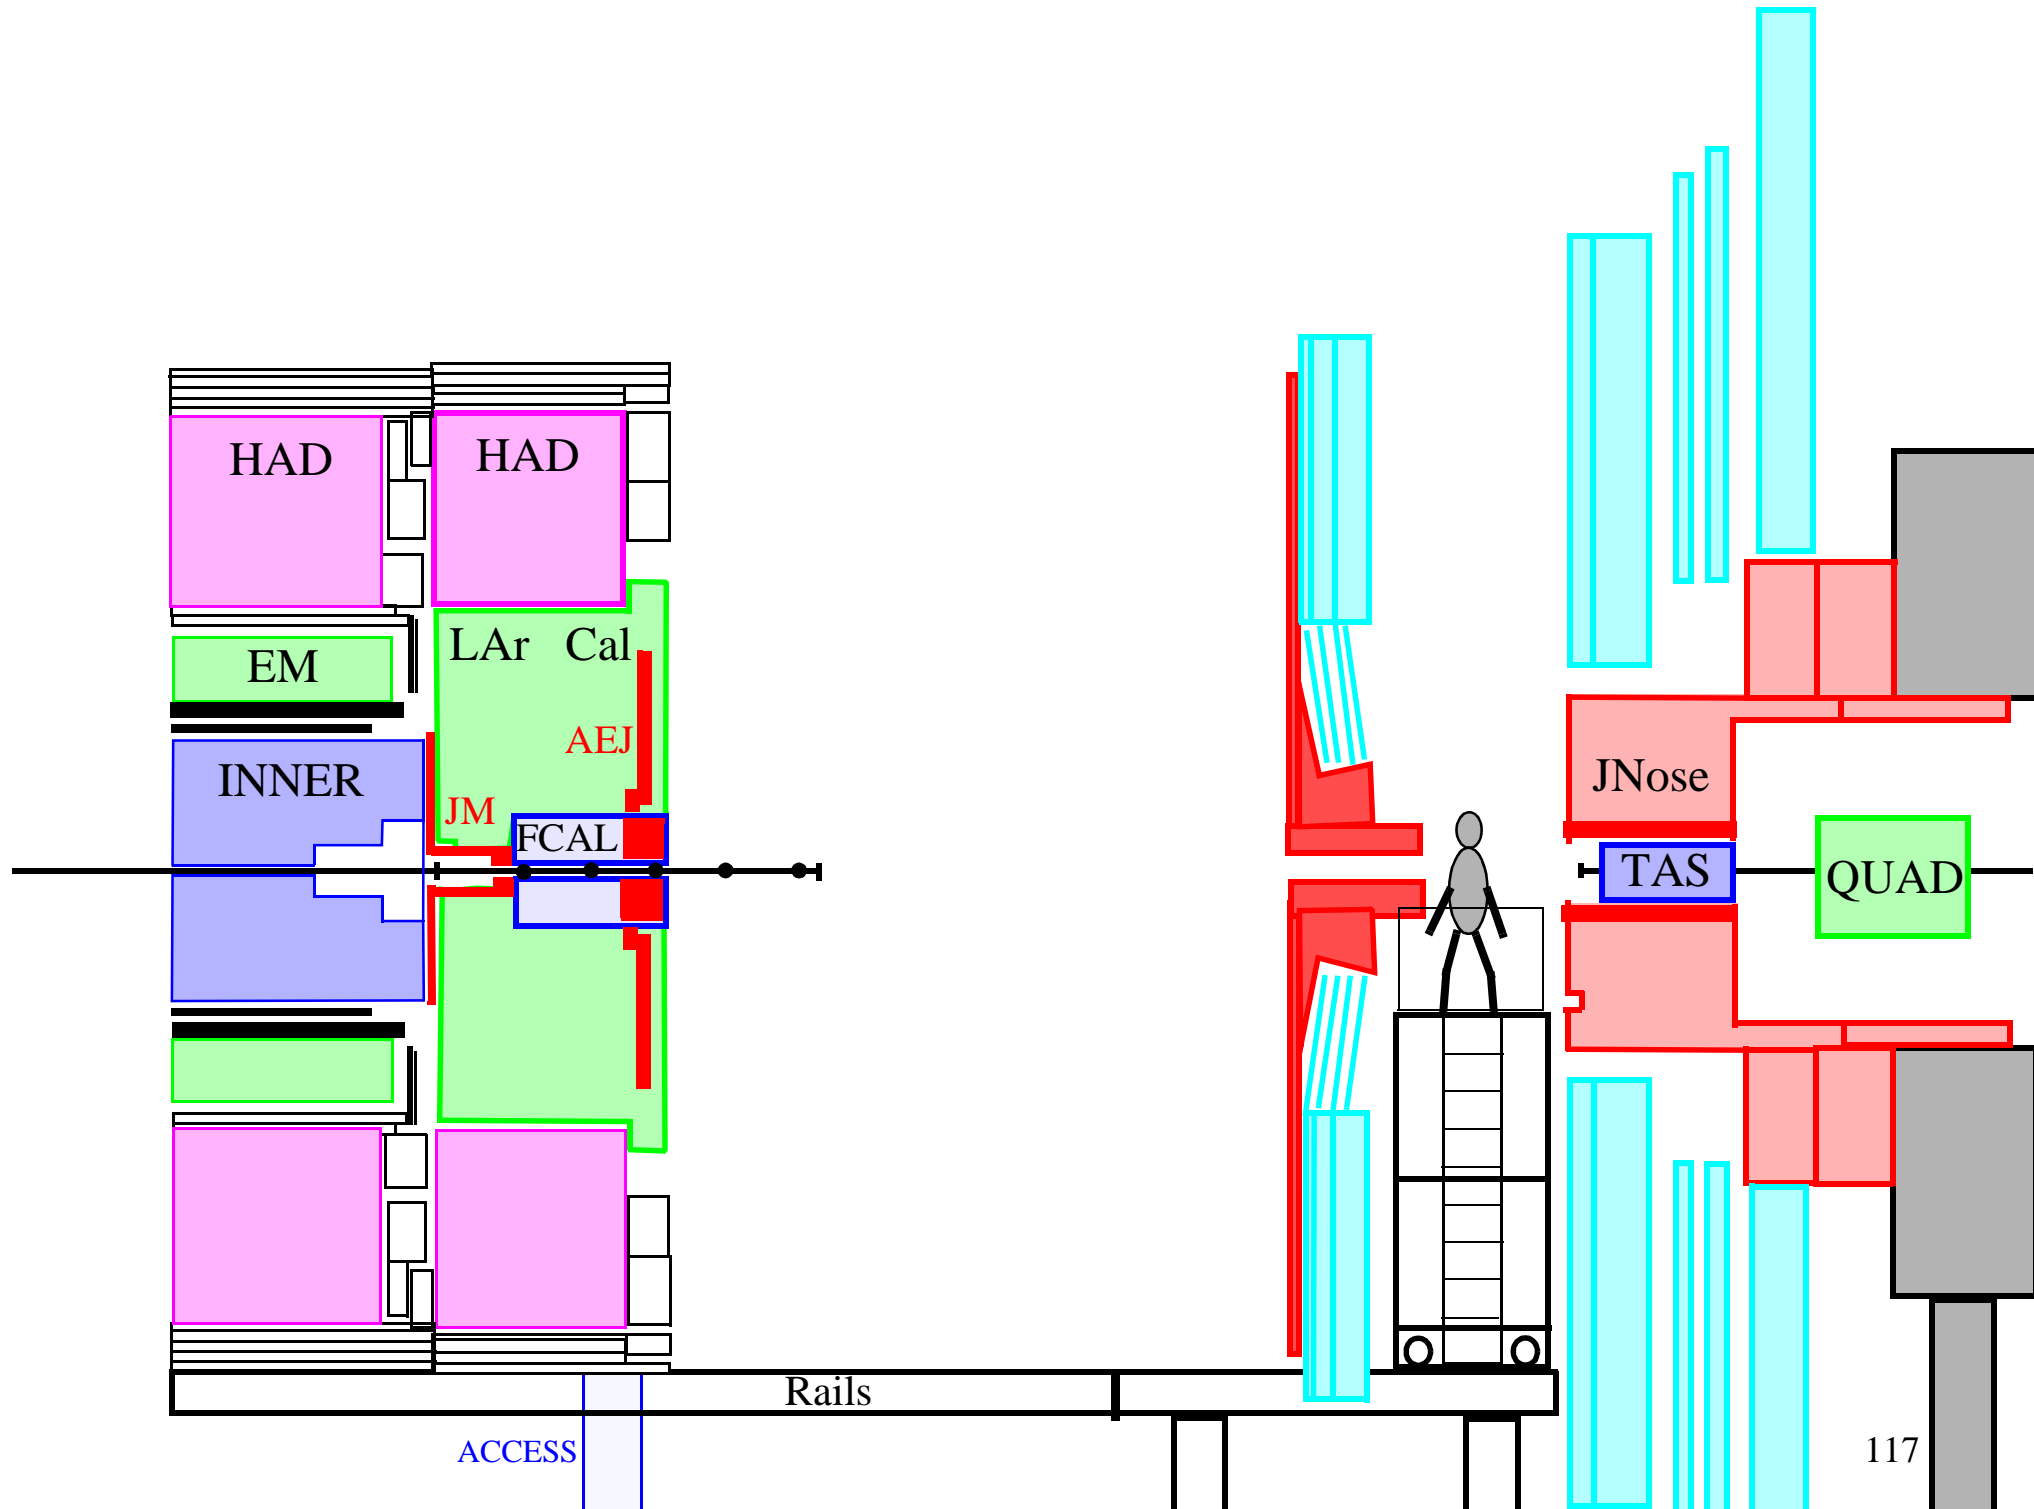 HAD
HAD
LAr Cal
EM
AEJ
INNER
JNose
JM
FCAL
TAS
QUAD
Rails
ACCESS
117